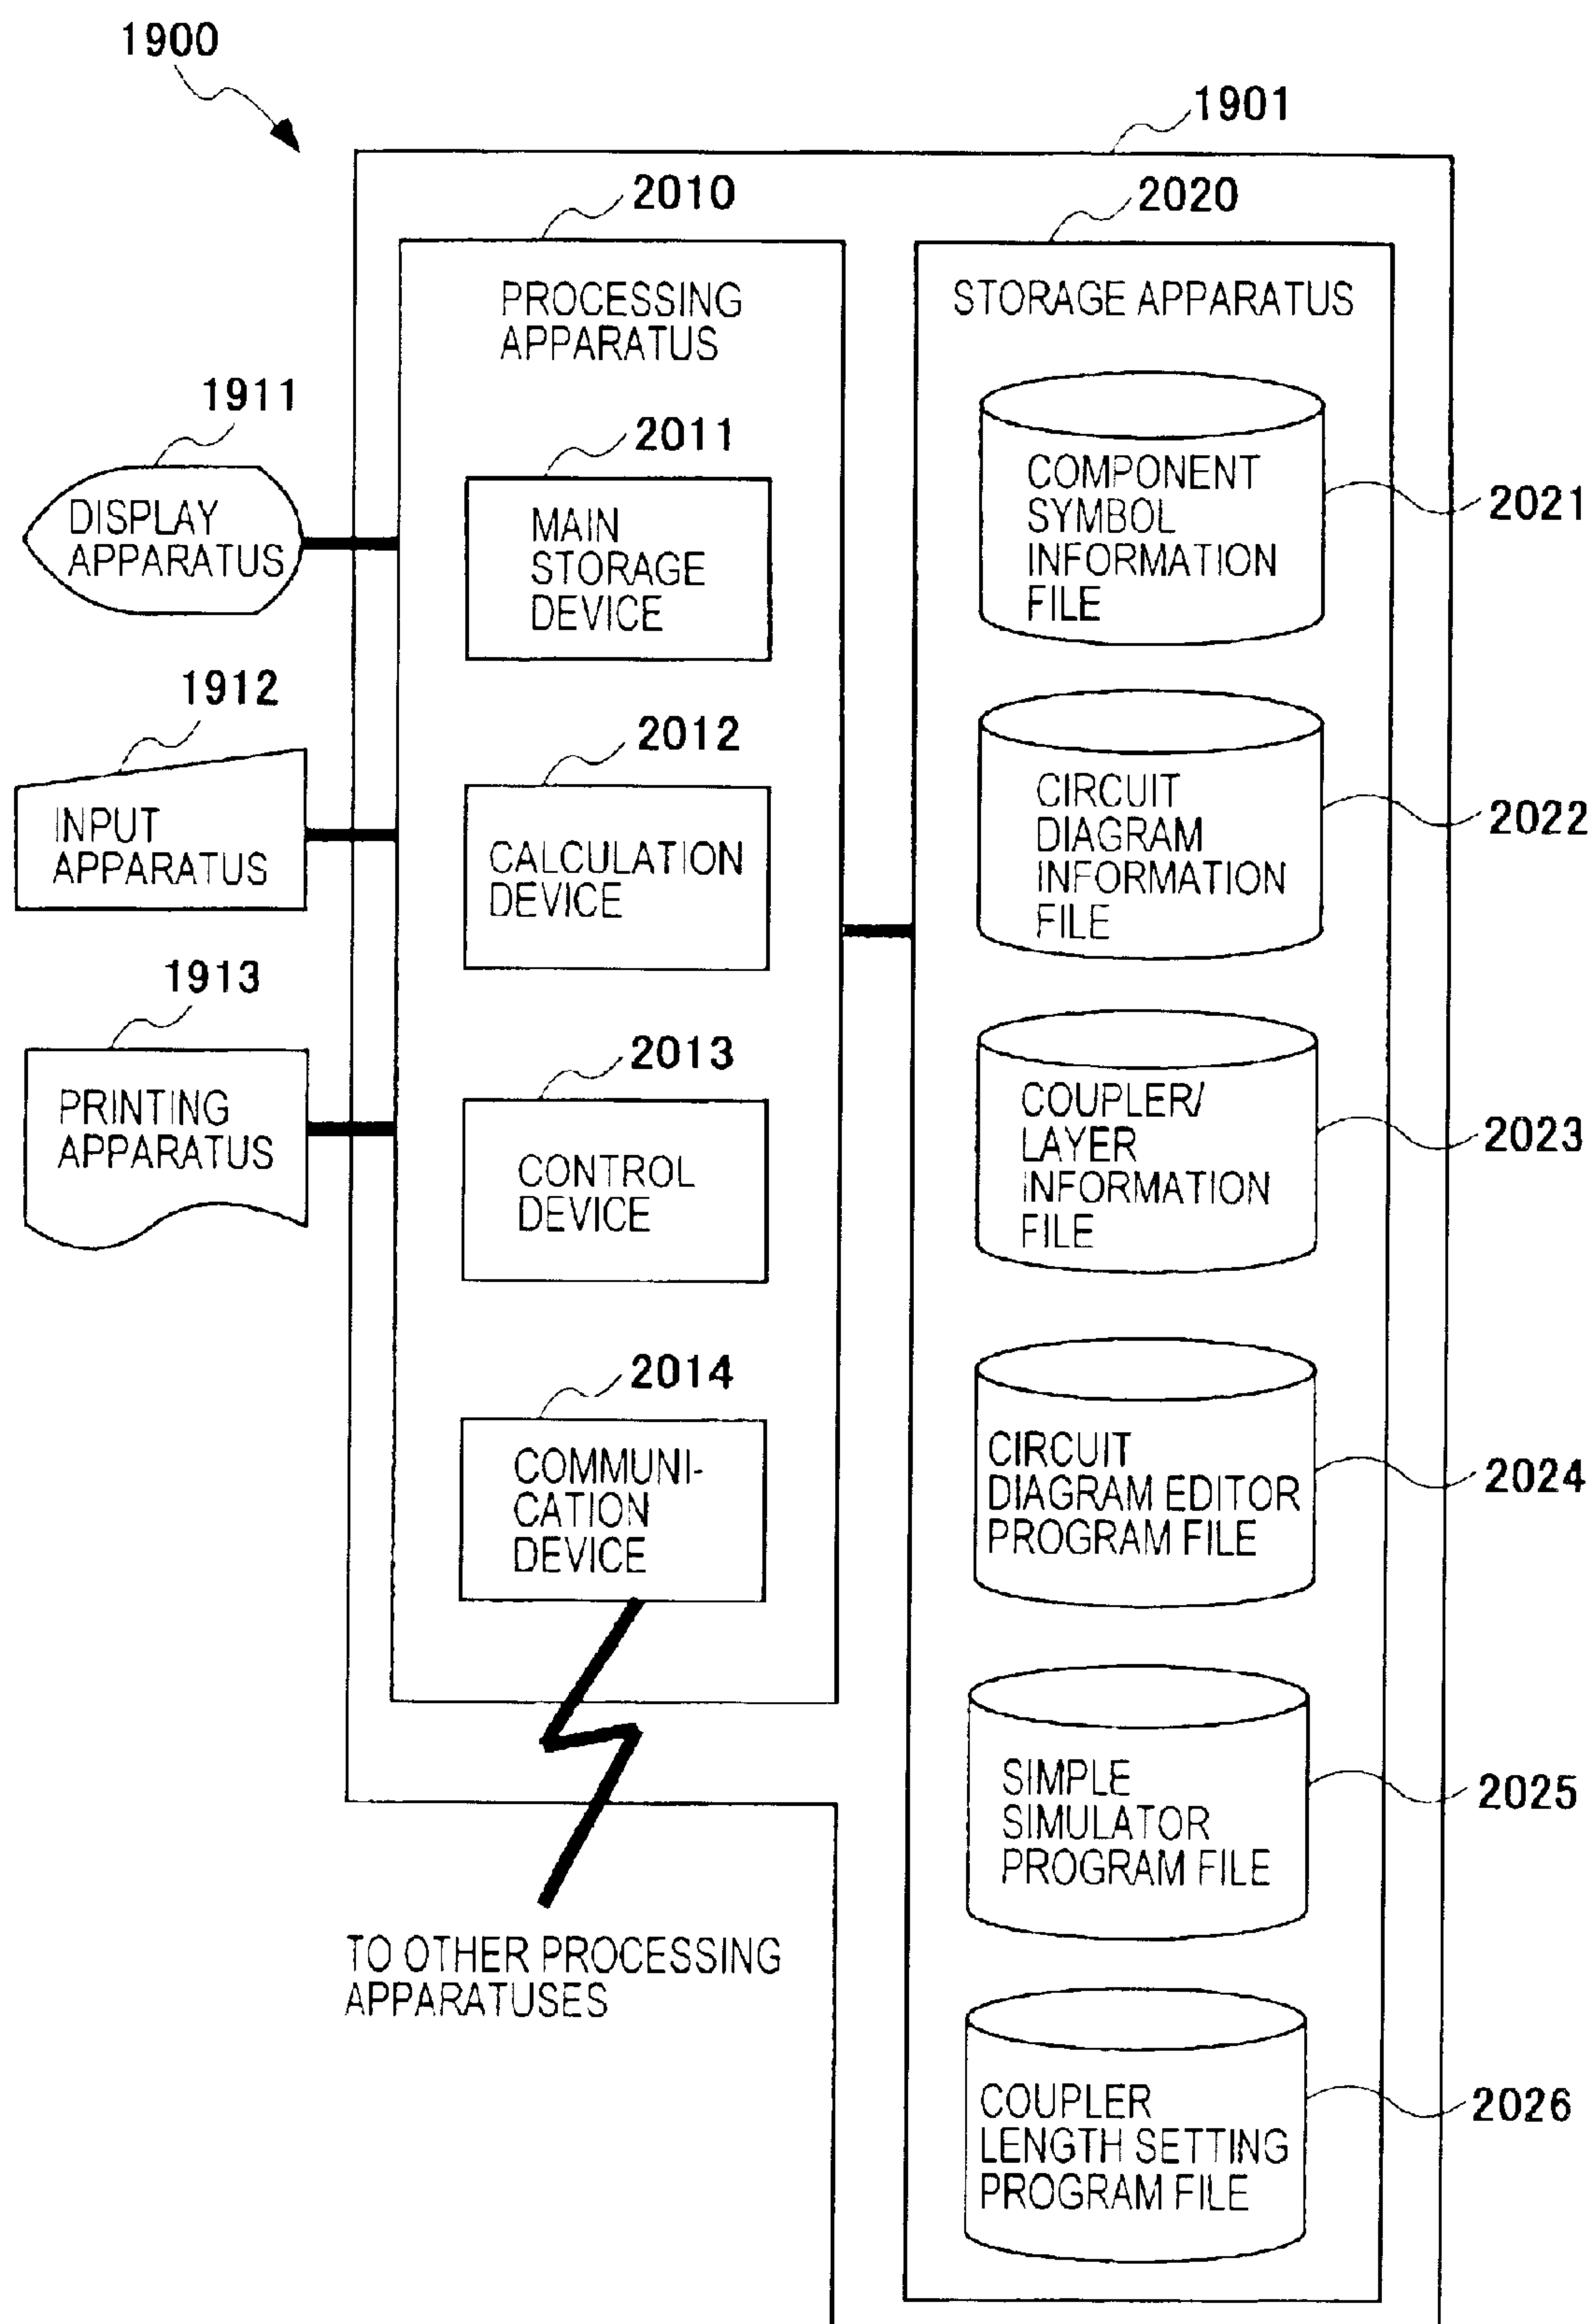 1900
1901
2010
2020
PROCESSING
APPARATUS
STORAGE APPARATUS
1911
DISPLAY
APPARATUS
2011
MAIN
STORAGE
DEVICE
COMPONENT
SYMBOL
INFORMATION
FILE
2021
1912
INPUT
APPARATUS
2012
CALCULATION
DEVICE
CIRCUIT
DIAGRAM
INFORMATION
FILE
2022
1913
PRINTING
APPARATUS
2013
CONTROL
DEVICE
COUPLER/
LAYER
INFORMATION
FILE
2023
2014
COMMUNI-
CATION
DEVICE
CIRCUIT
DIAGRAM EDITOR
PROGRAM FILE
2024
SIMPLE
SIMULATOR
PROGRAM FILE
2025
TO OTHER PROCESSING
APPARATUSES
COUPLER
LENGTH SETTING
PROGRAM FILE
2026